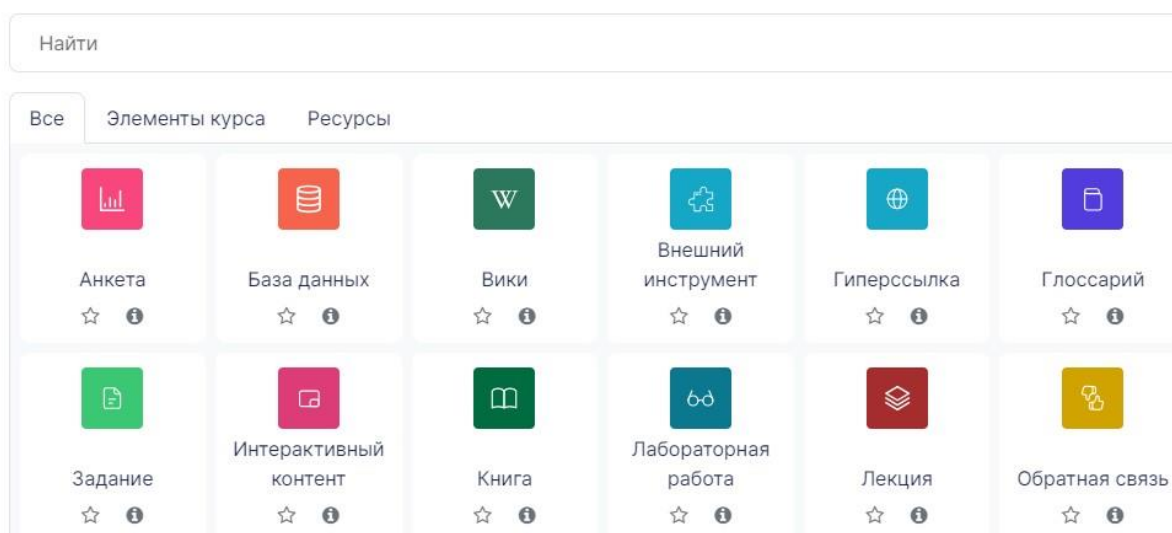 Найти
Все Элементы курса Ресурсы
W
Внешний
Анкета База данных Вики инструмент Гиперссылка Глоссарий
Интерактивный Лабораторная
Задание контент Книга работа Лекция Обратная связь